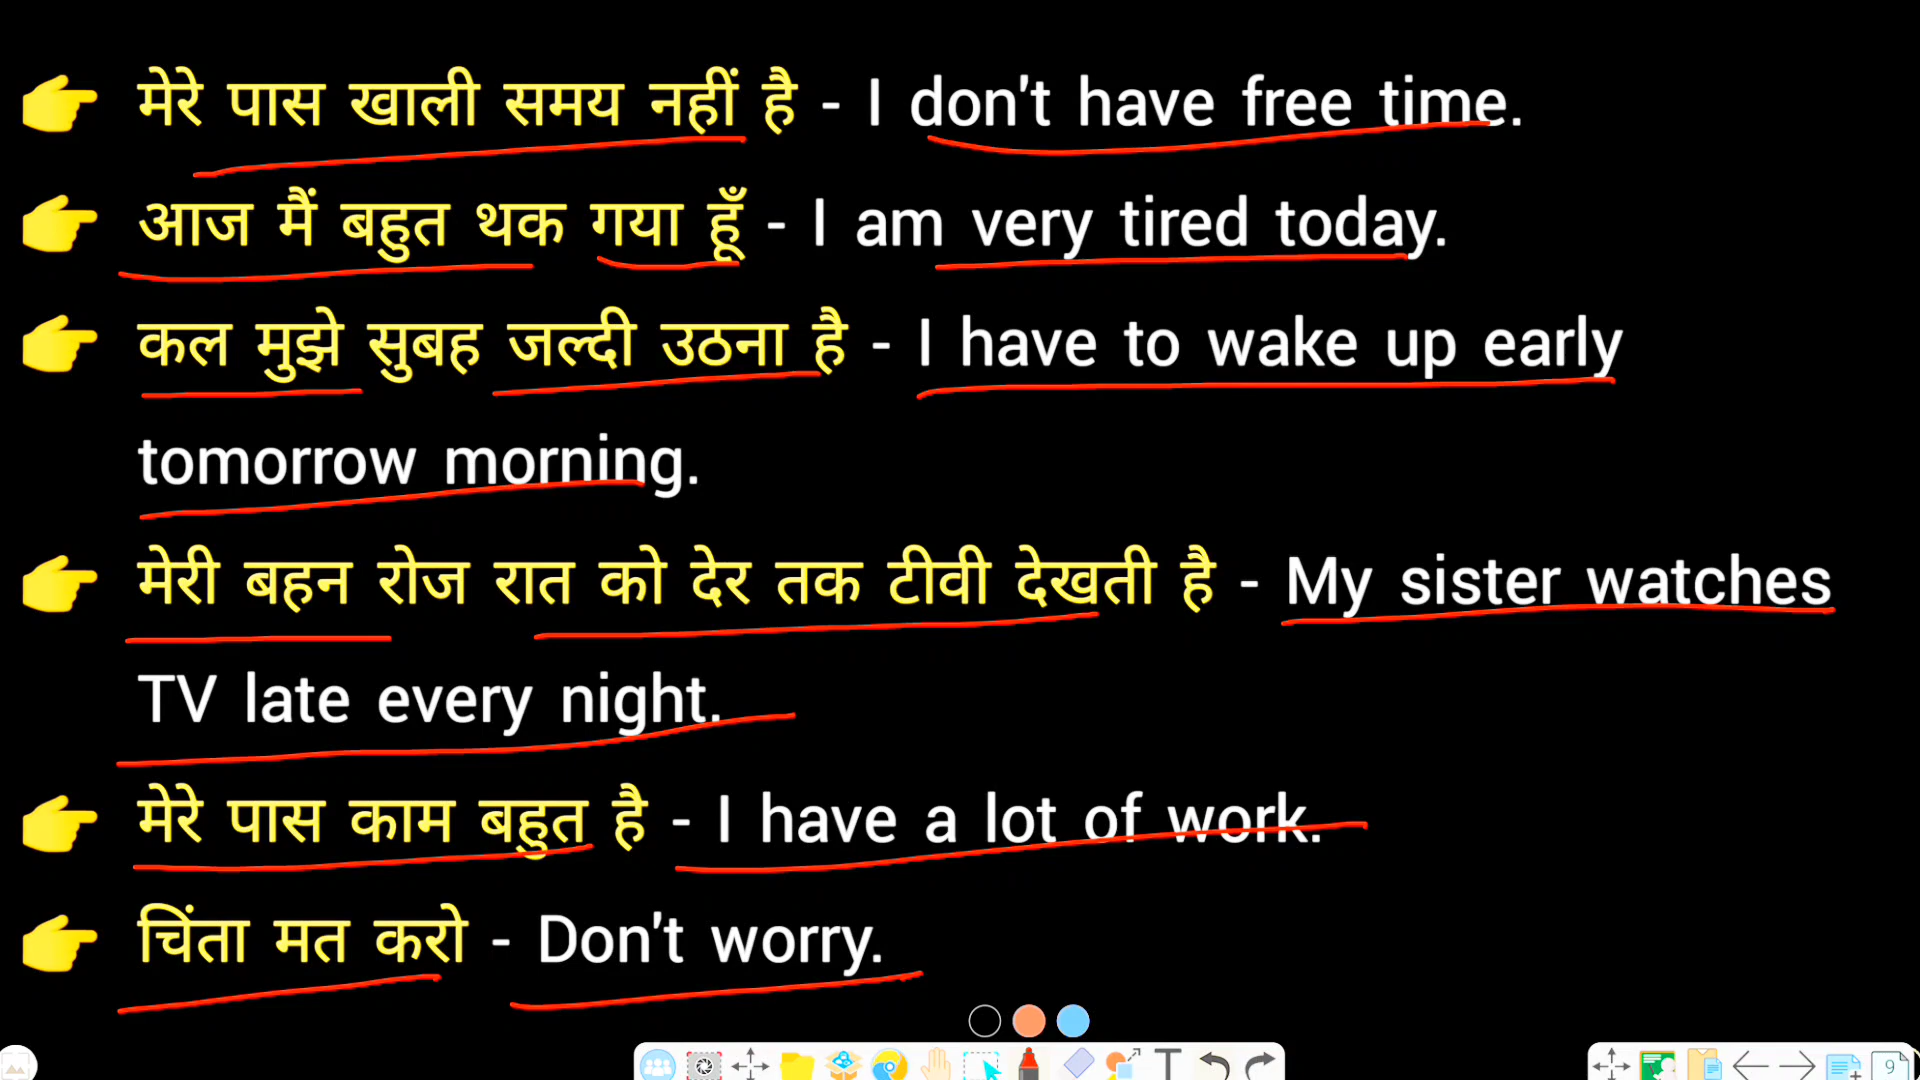 👉 मेरे पास खाली समय नहीं है - I don't have free time.
👉 आज मैं बहुत थक गया हूँ - I am very tired today.
👉 कल मुझे सुबह जल्दी उठना है - I have to wake up early
tomorrow morning.
👉 मेरी बहन रोज रात को देर तक टीवी देखती है - My sister watches
TV late every night.
👉 मेरे पास काम बहुत है - I have a lot of work.
👉 चिंता मत करो - Don't worry.
T 9